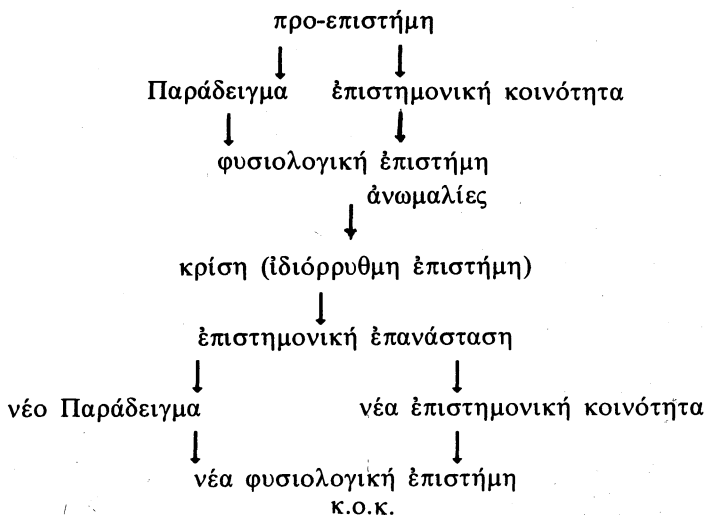 προ-επιστήμη
Παράδειγμα ἐπιστημονική κοινότητα
φυσιολογική ἐπιστήμη
ἀνωμαλίες
κρίση (ἰδιόρρυθμη ἐπιστήμη)
ἐπιστημονική ἐπανάσταση
νέο Παράδειγμα νέα ἐπιστημονική κοινότητα
νέα φυσιολογική ἐπιστήμη
κ.ο.κ.